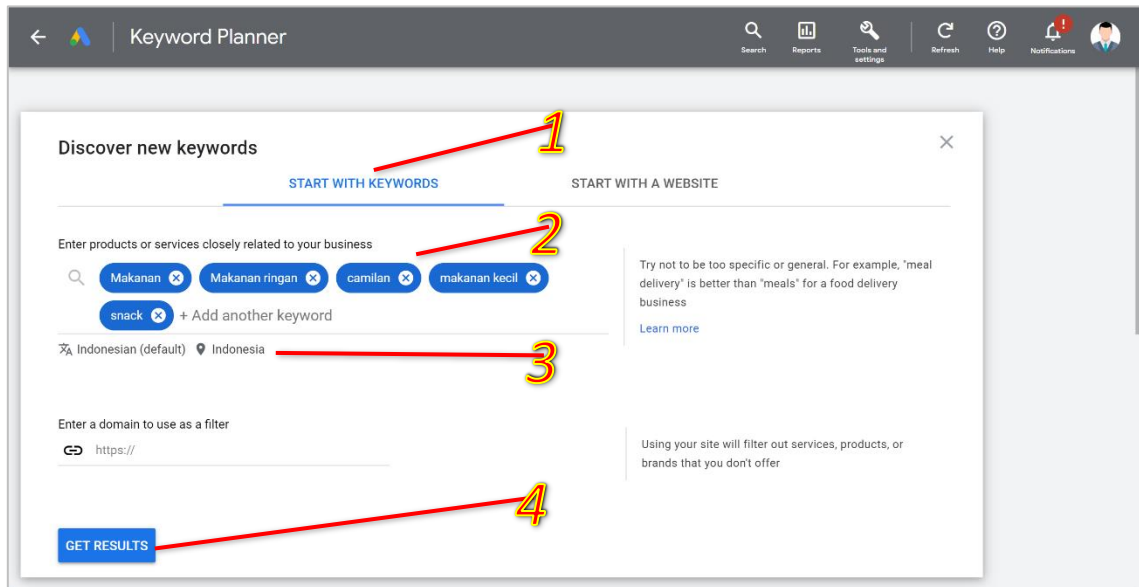 Keyword Planner
Search
Reports
Tools and
settings
Refresh
Help
!
Notifications
Discover new keywords
1
START WITH KEYWORDS
START WITH A WEBSITE
Enter products or services closely related to your business
2
Makanan
Makanan ringan
camilan
makanan kecil
snack
+ Add another keyword
Try not to be too specific or general. For example, "meal
delivery" is better than "meals" for a food delivery
business
Learn more
Indonesian (default)
Indonesia
3
Enter a domain to use as a filter
https://
Using your site will filter out services, products, or
brands that you don't offer
4
GET RESULTS